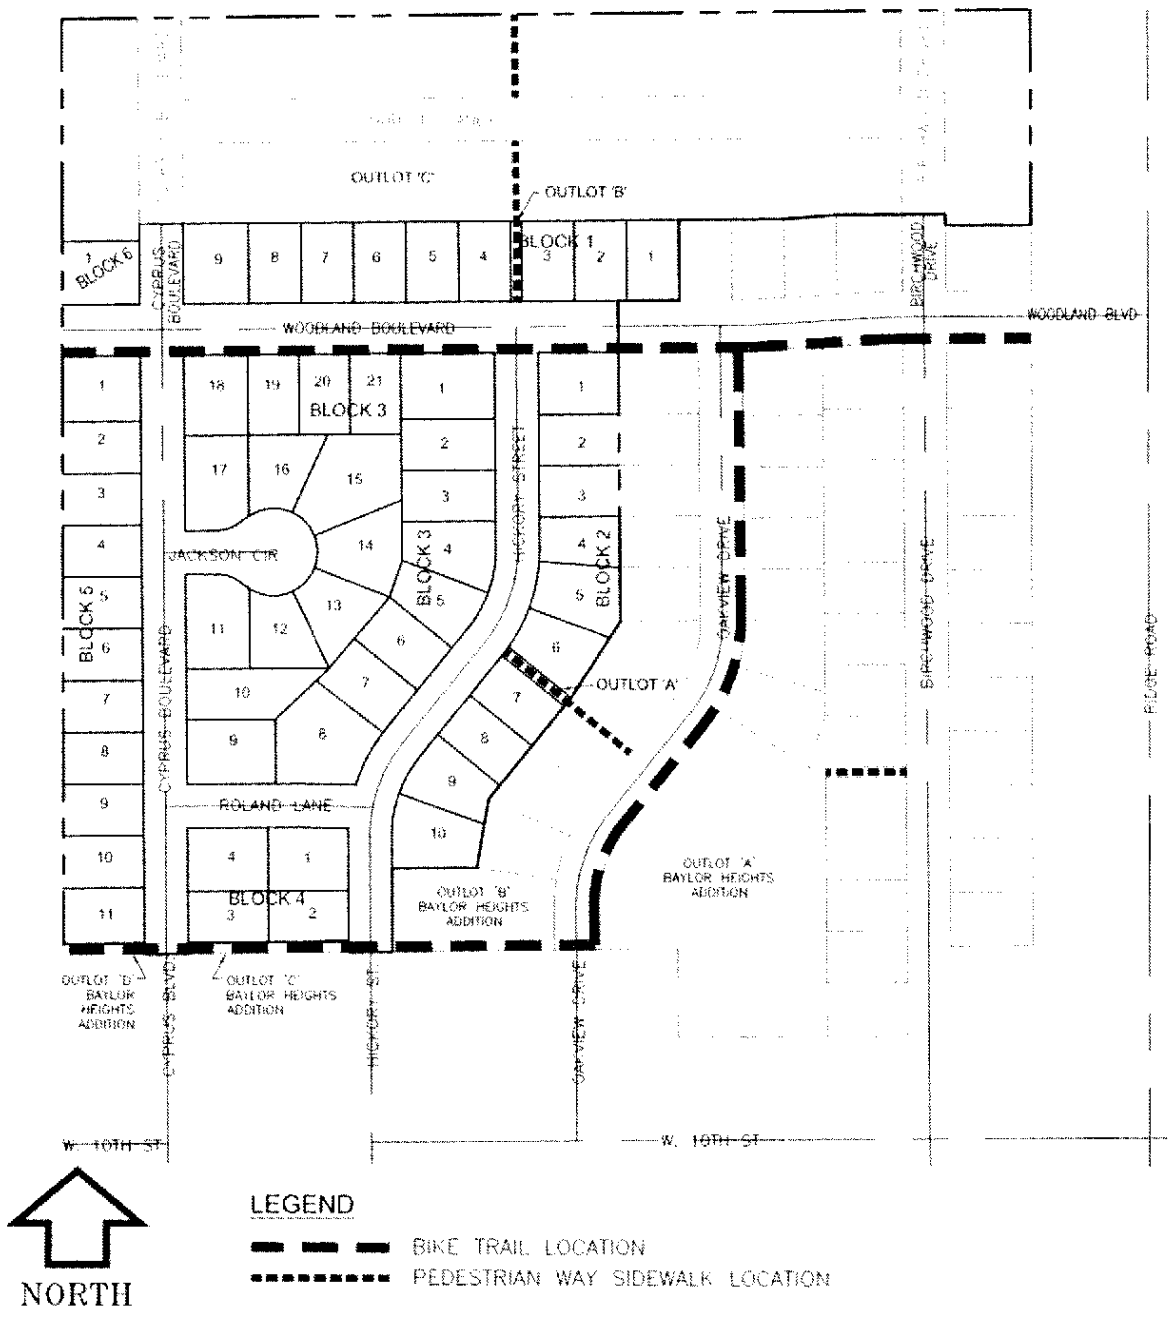 OUTLOT 'C'
OUTLOT 'B'
BLOCK 1
1
BLOCK 6
CYPRUS
BOULEVARD
9
8
7
6
5
4
3
2
1
BIRCHWOOD
DRIVE
WOODLAND BOULEVARD
WOODLAND BLVD
1
2
3
4
5
6
7
8
9
10
11
BLOCK 5
CYPRUS BOULEVARD
18
19
20
21
BLOCK 3
17
16
15
14
13
12
11
10
9
8
7
6
5
4
3
2
1
BLOCK 3
JACKSON CIR
HICKORY STREET
1
2
3
4
5
6
7
8
9
10
BLOCK 2
OUTLOT 'A'
OAKVIEW DRIVE
BIRCHWOOD DRIVE
RIDGE ROAD
ROLAND LANE
4
1
BLOCK 4
3
2
OUTLOT 'B'
BAYLOR HEIGHTS
ADDITION
OUTLOT 'A'
BAYLOR HEIGHTS
ADDITION
OUTLOT 'D'
BAYLOR
HEIGHTS
ADDITION
OUTLOT 'C'
BAYLOR HEIGHTS
ADDITION
CYPRUS BLVD.
HICKORY ST.
OAKVIEW DRIVE
W. 10TH ST
W. 10TH ST
NORTH
LEGEND
BIKE TRAIL LOCATION
PEDESTRIAN WAY SIDEWALK LOCATION